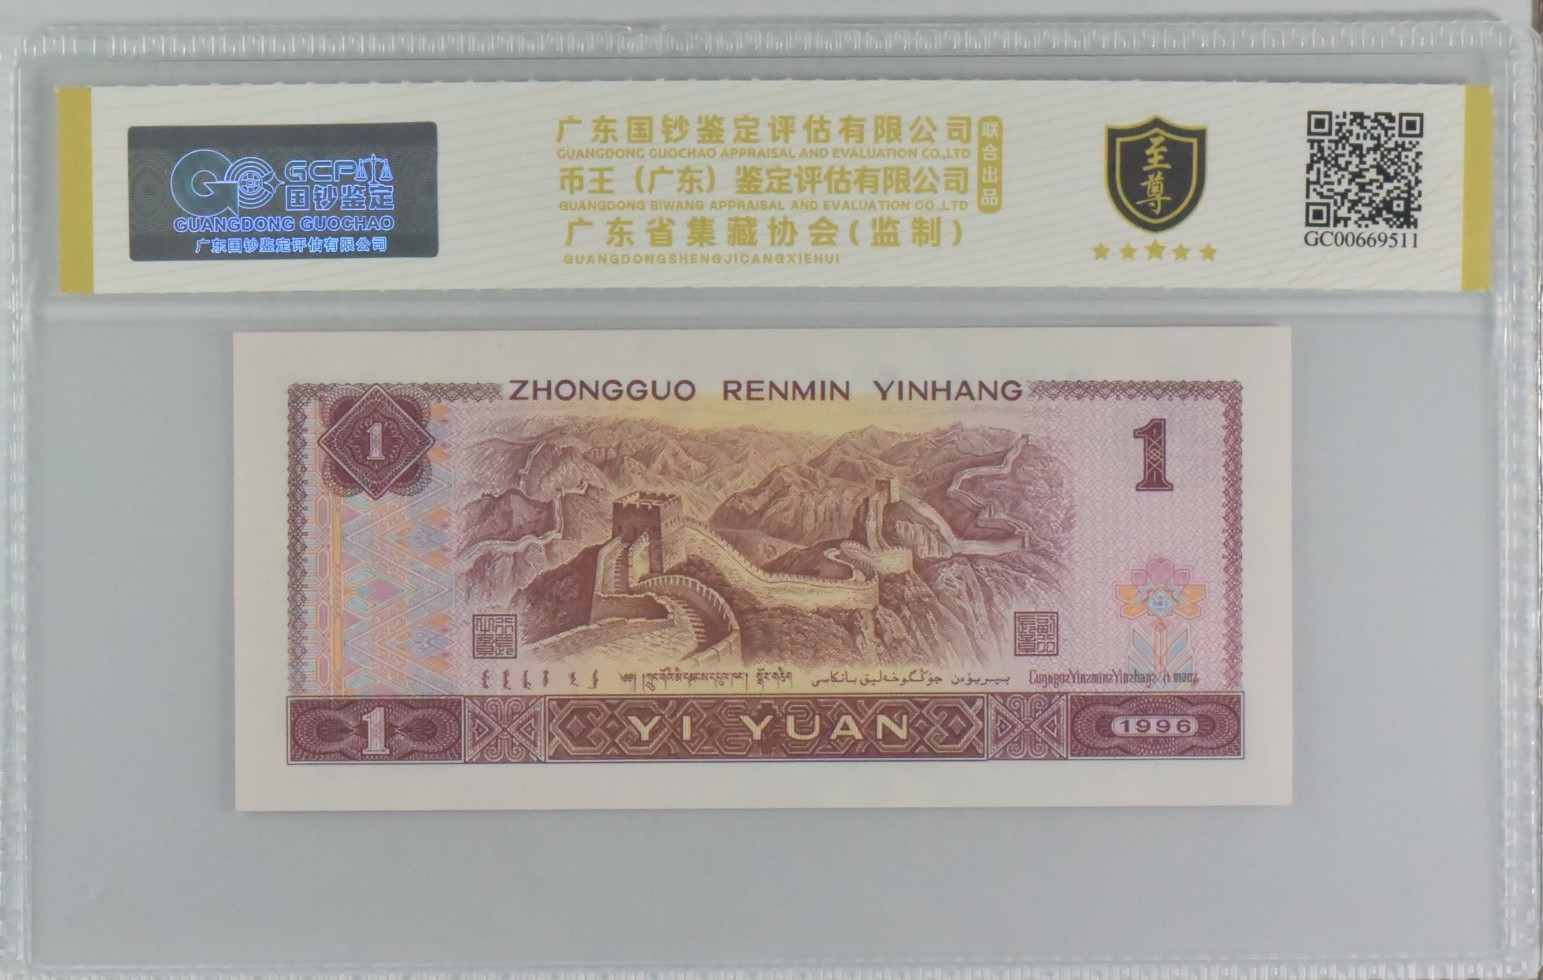 GCP
国钞鉴定
GUANGDONG GUOCHAO
广东国钞鉴定评估有限公司
广东国钞鉴定评估有限公司
GUANGDONG GUOCHAO APPRAISAL AND EVALUATION CO.,LTD
币王（广东）鉴定评估有限公司
GUANGDONG BIWANG APPRAISAL AND EVALUATION CO.,LTD
广东省集藏协会(监制)
GUANGDONGSHENGJICANGXIEHUI
联合出品
至尊
GC00669511
ZHONGGUO RENMIN YINHANG
1
1
1
YI YUAN
1996